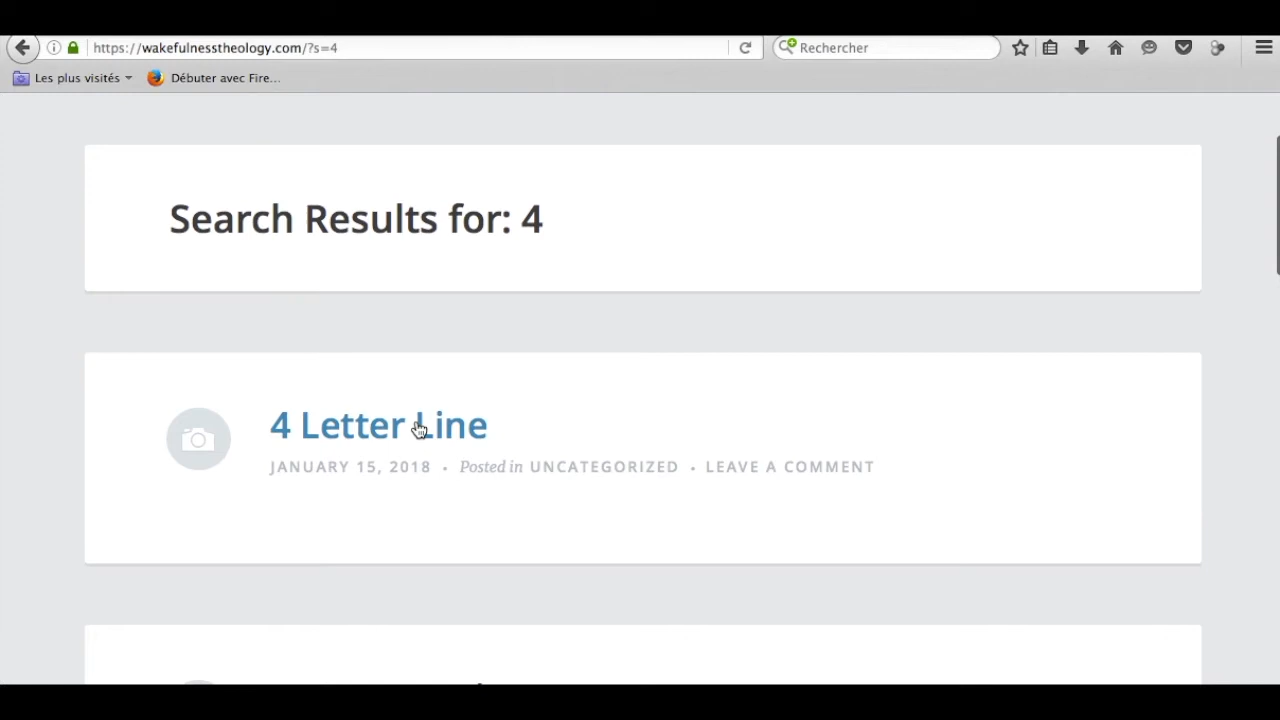 https://wakefulnesstheology.com/?s=4
Rechercher
Les plus visités
Débuter avec Fire...
Search Results for: 4
4 Letter Line
JANUARY 15, 2018 • Posted in UNCATEGORIZED • LEAVE A COMMENT